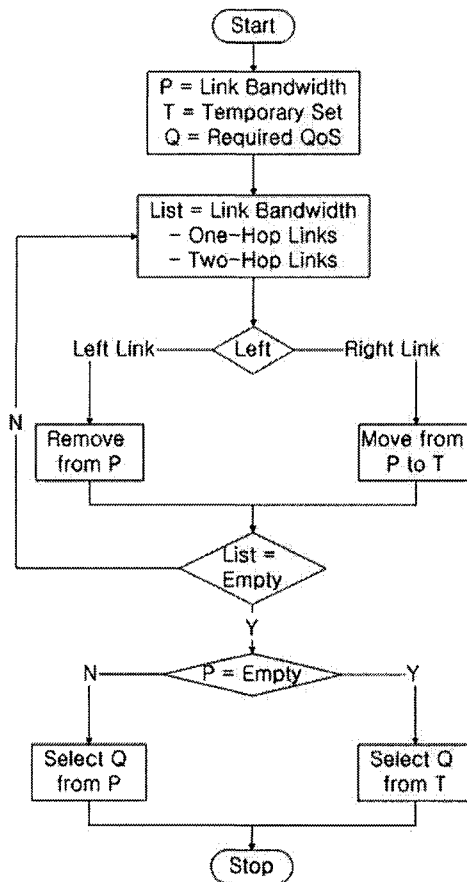 Start
P = Link Bandwidth
T = Temporary Set
Q = Required QoS
List = Link Bandwidth
- One-Hop Links
- Two-Hop Links
Left Link
Left
Right Link
N
Remove
from P
Move from
P to T
List =
Empty
Y
N
P = Empty
Y
Select Q
from P
Select Q
from T
Stop